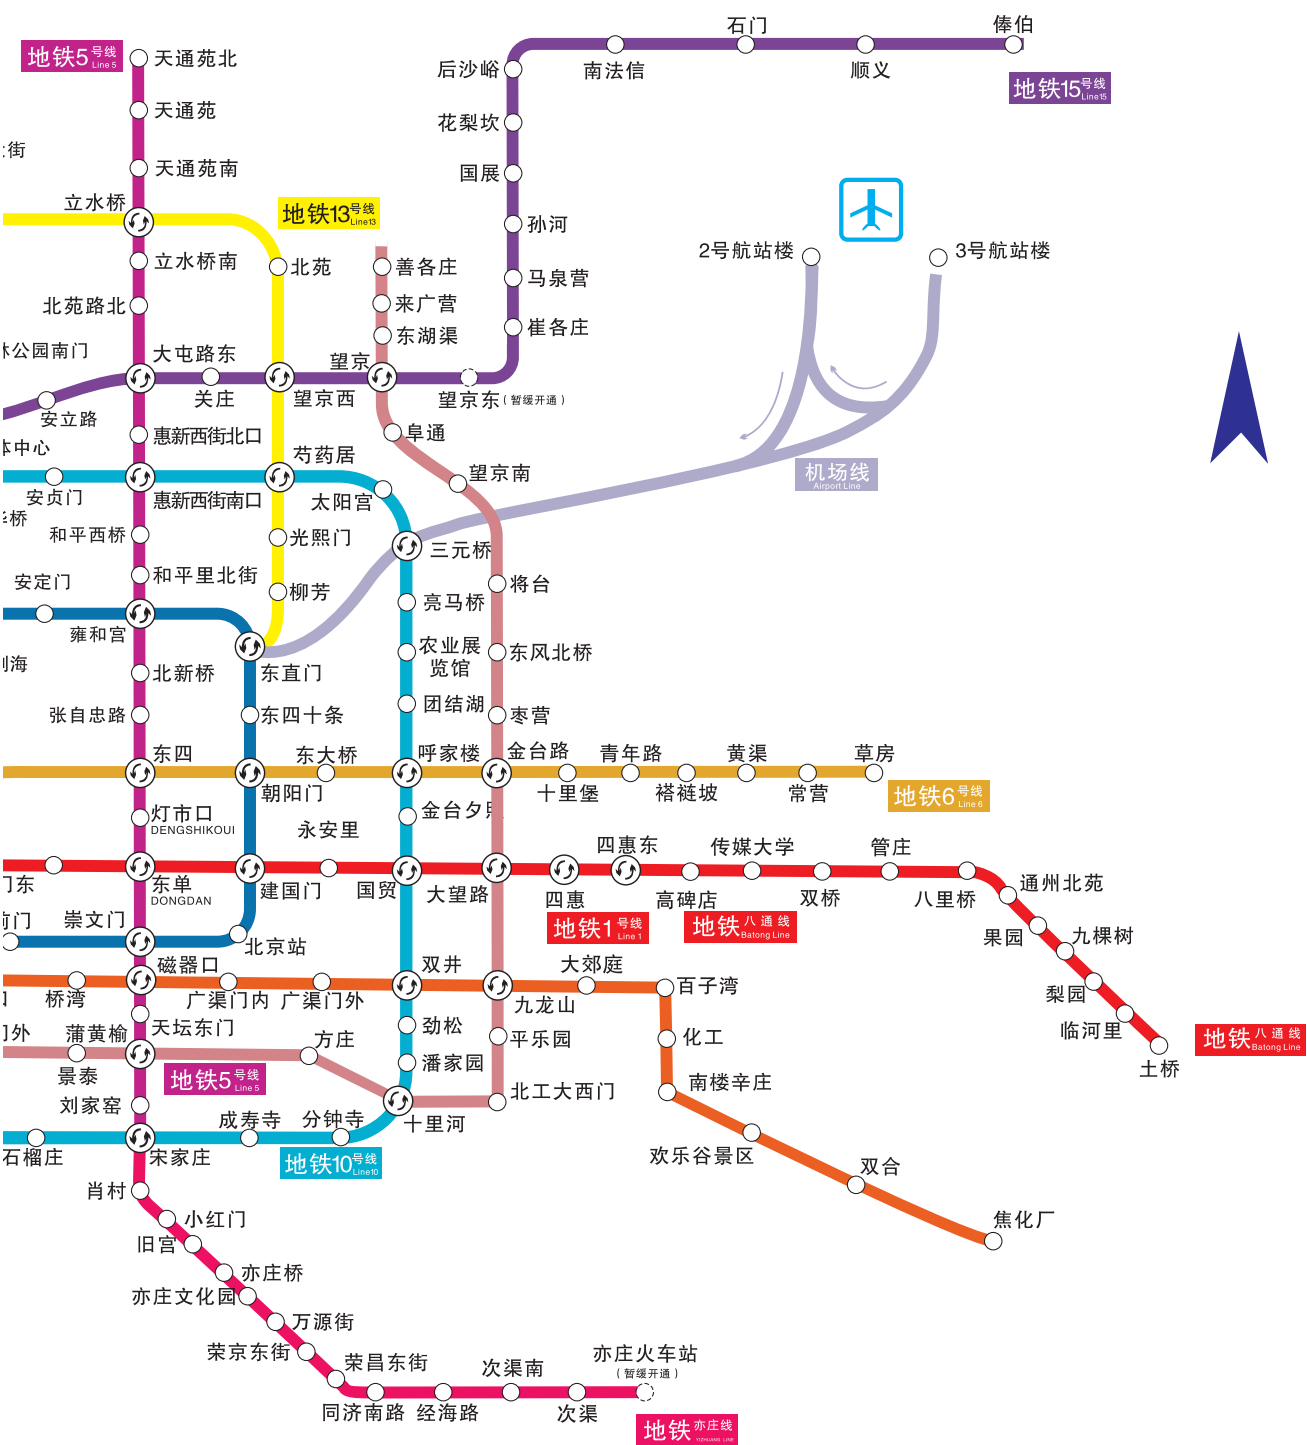 石门
俸伯
地铁5号线
Line 5
天通苑北
后沙峪
南法信
顺义
地铁15号线
Line15
天通苑
花梨坎
街
天通苑南
国展
立水桥
地铁13号线
Line13
孙河
2号航站楼
3号航站楼
立水桥南
北苑
善各庄
马泉营
北苑路北
来广营
崔各庄
东湖渠
公园南门
大屯路东
望京
关庄
望京西
望京东(暂缓开通)
安立路
惠新西街北口
阜通
体中心
芍药居
望京南
机场线
Airport Line
安贞门
惠新西街南口
太阳宫
桥
和平西桥
光熙门
三元桥
安定门
和平里北街
柳芳
亮马桥
将台
雍和宫
农业展
览馆
东风北桥
海
北新桥
东直门
张自忠路
东四十条
团结湖
枣营
东四
东大桥
呼家楼
金台路
青年路
黄渠
草房
朝阳门
十里堡
褡裢坡
常营
地铁6号线
Line 6
灯市口
DENGSHIKOUI
永安里
金台夕照
四惠东
传媒大学
管庄
门东
东单
DONGDAN
建国门
国贸
大望路
四惠
高碑店
双桥
八里桥
通州北苑
前门
崇文门
北京站
地铁1号线
Line 1
地铁八通线
Batong Line
果园
九棵树
磁器口
双井
大郊庭
桥湾
广渠门内
广渠门外
九龙山
百子湾
梨园
门外
蒲黄榆
天坛东门
方庄
劲松
平乐园
化工
临河里
地铁八通线
Batong Line
景泰
地铁5号线
Line 5
潘家园
土桥
刘家窑
成寿寺
分钟寺
十里河
北工大西门
南楼辛庄
石榴庄
宋家庄
地铁10号线
Line10
欢乐谷景区
双合
肖村
小红门
焦化厂
旧宫
亦庄桥
亦庄文化园
万源街
荣京东街
荣昌东街
次渠南
亦庄火车站
(暂缓开通)
同济南路
经海路
次渠
地铁亦庄线
YIZHUANG LINE